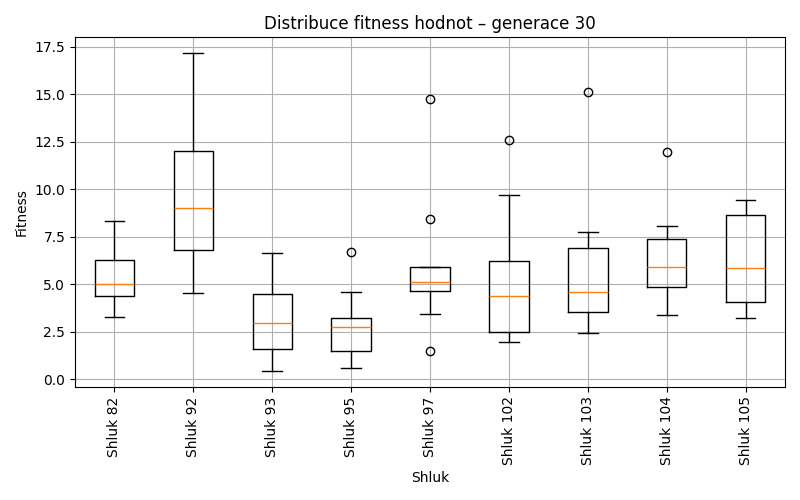 Distribuce fitness hodnot – generace 30
17.5
15.0
12.5
10.0
7.5
5.0
2.5
0.0
Fitness
Shluk 82
Shluk 92
Shluk 93
Shluk 95
Shluk 97
Shluk 102
Shluk 103
Shluk 104
Shluk 105
Shluk